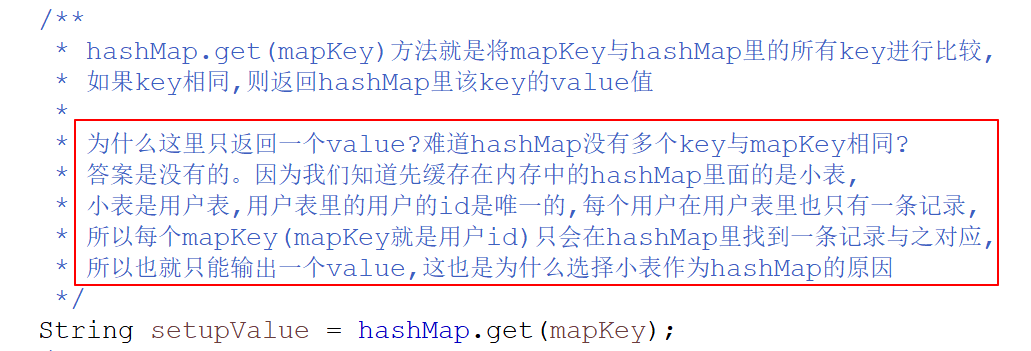 /**
* hashMap.get(mapKey)方法就是将mapKey与hashMap里的所有key进行比较,
* 如果key相同,则返回hashMap里该key的value值
*
* 为什么这里只返回一个value?难道hashMap没有多个key与mapKey相同?
* 答案是没有的。因为我们知道先缓存在内存中的hashMap里面的是小表,
* 小表是用户表,用户表里的用户的id是唯一的,每个用户在用户表里也只有一条记录,
* 所以每个mapKey(mapKey就是用户id)只会在hashMap里找到一条记录与之对应,
* 所以也就只能输出一个value,这也是为什么选择小表作为hashMap的原因
*/
String setupValue = hashMap.get(mapKey);